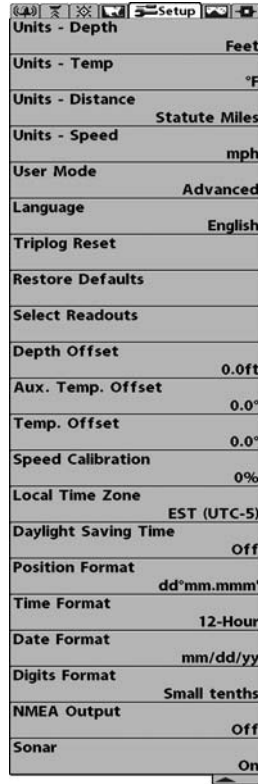 Setup
Units - Depth
Feet
Units - Temp
°F
Units - Distance
Statute Miles
Units - Speed
mph
User Mode
Advanced
Language
English
Triplog Reset
Restore Defaults
Select Readouts
Depth Offset
0.0ft
Aux. Temp. Offset
0.0°
Temp. Offset
0.0°
Speed Calibration
0%
Local Time Zone
EST (UTC-5)
Daylight Saving Time
Off
Position Format
dd°mm.mmm'
Time Format
12-Hour
Date Format
mm/dd/yy
Digits Format
Small tenths
NMEA Output
Off
Sonar
On